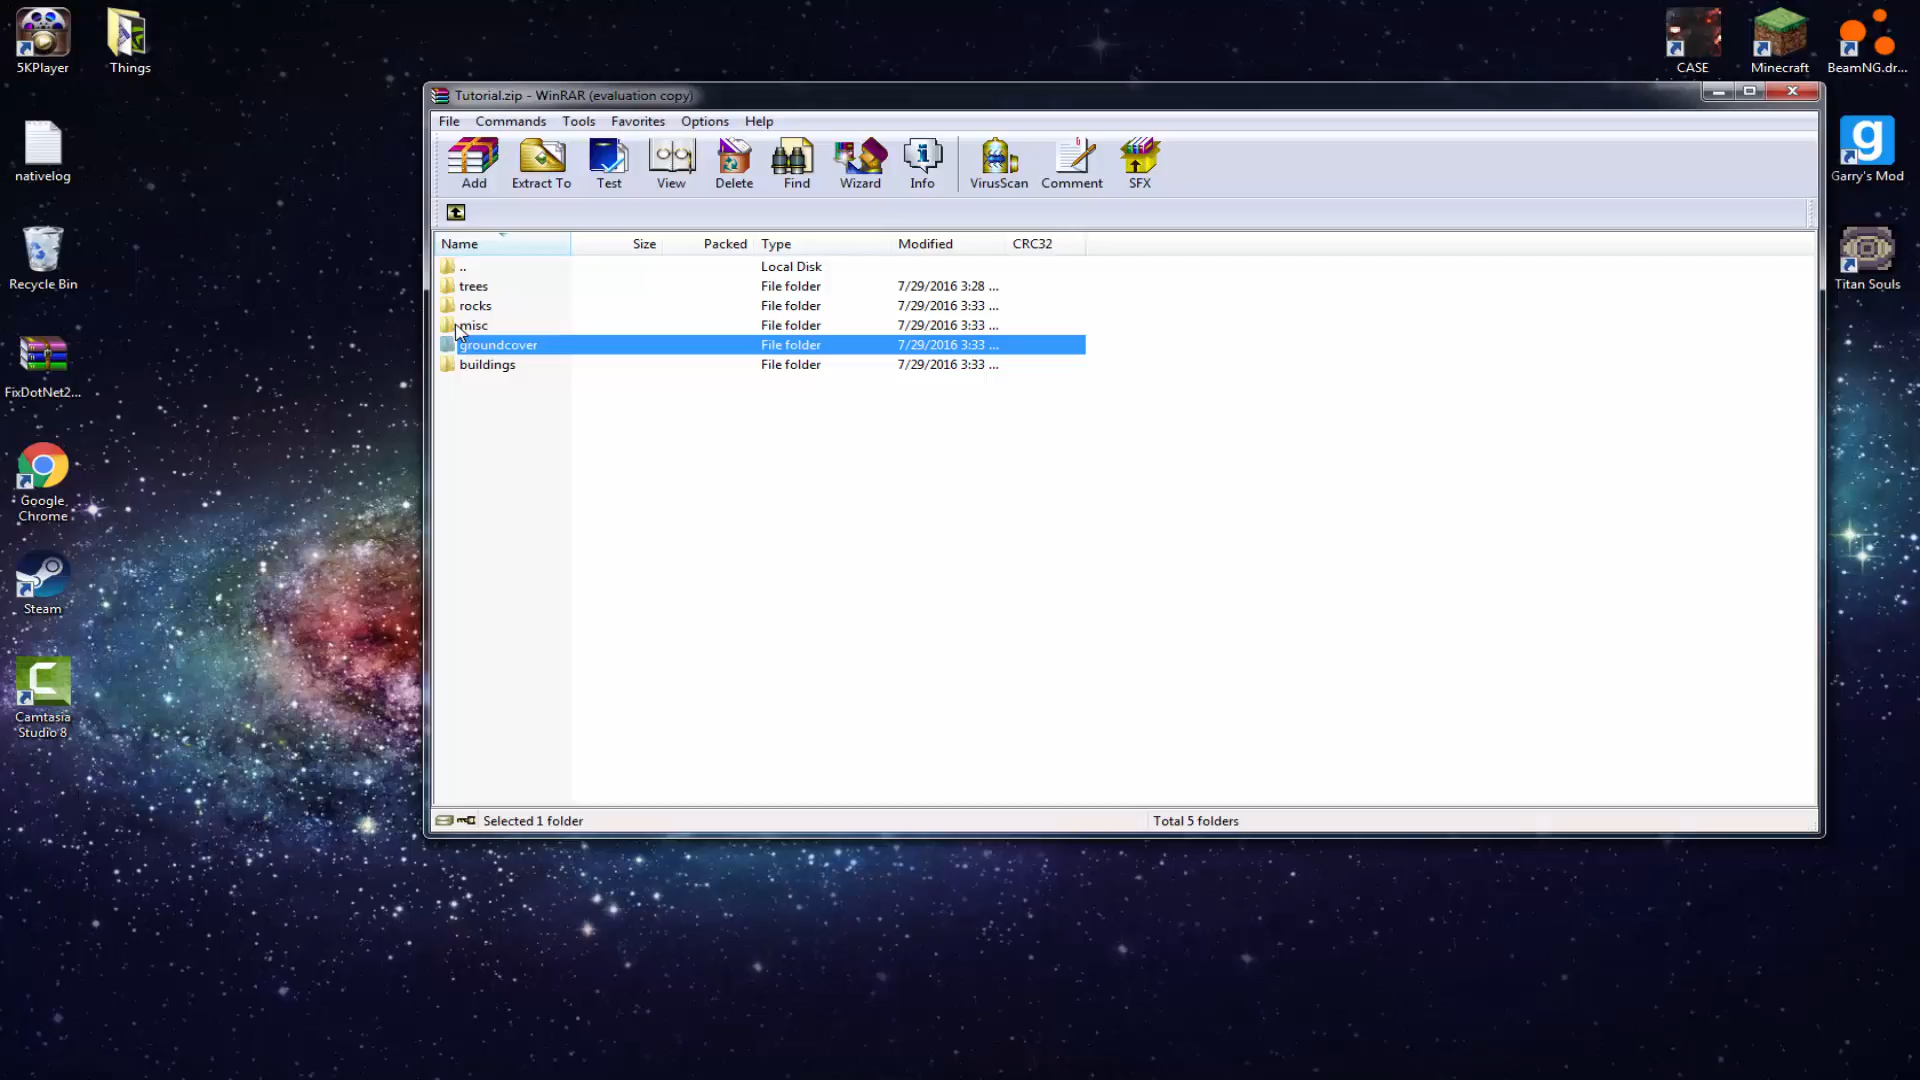 5KPlayer
Things
CASE
Minecraft
BeamNG.dr...
nativelog
Garry's Mod
Recycle Bin
Titan Souls
FixDotNet2...
Google
Chrome
Steam
Camtasia
Studio 8
Tutorial.zip - WinRAR (evaluation copy)
File Commands Tools Favorites Options Help
Add Extract To Test View Delete Find Wizard Info VirusScan Comment SFX
Name Size Packed Type Modified CRC32
.. Local Disk
trees File folder 7/29/2016 3:28 ...
rocks File folder 7/29/2016 3:33 ...
misc File folder 7/29/2016 3:33 ...
groundcover File folder 7/29/2016 3:33 ...
buildings File folder 7/29/2016 3:33 ...
Selected 1 folder Total 5 folders